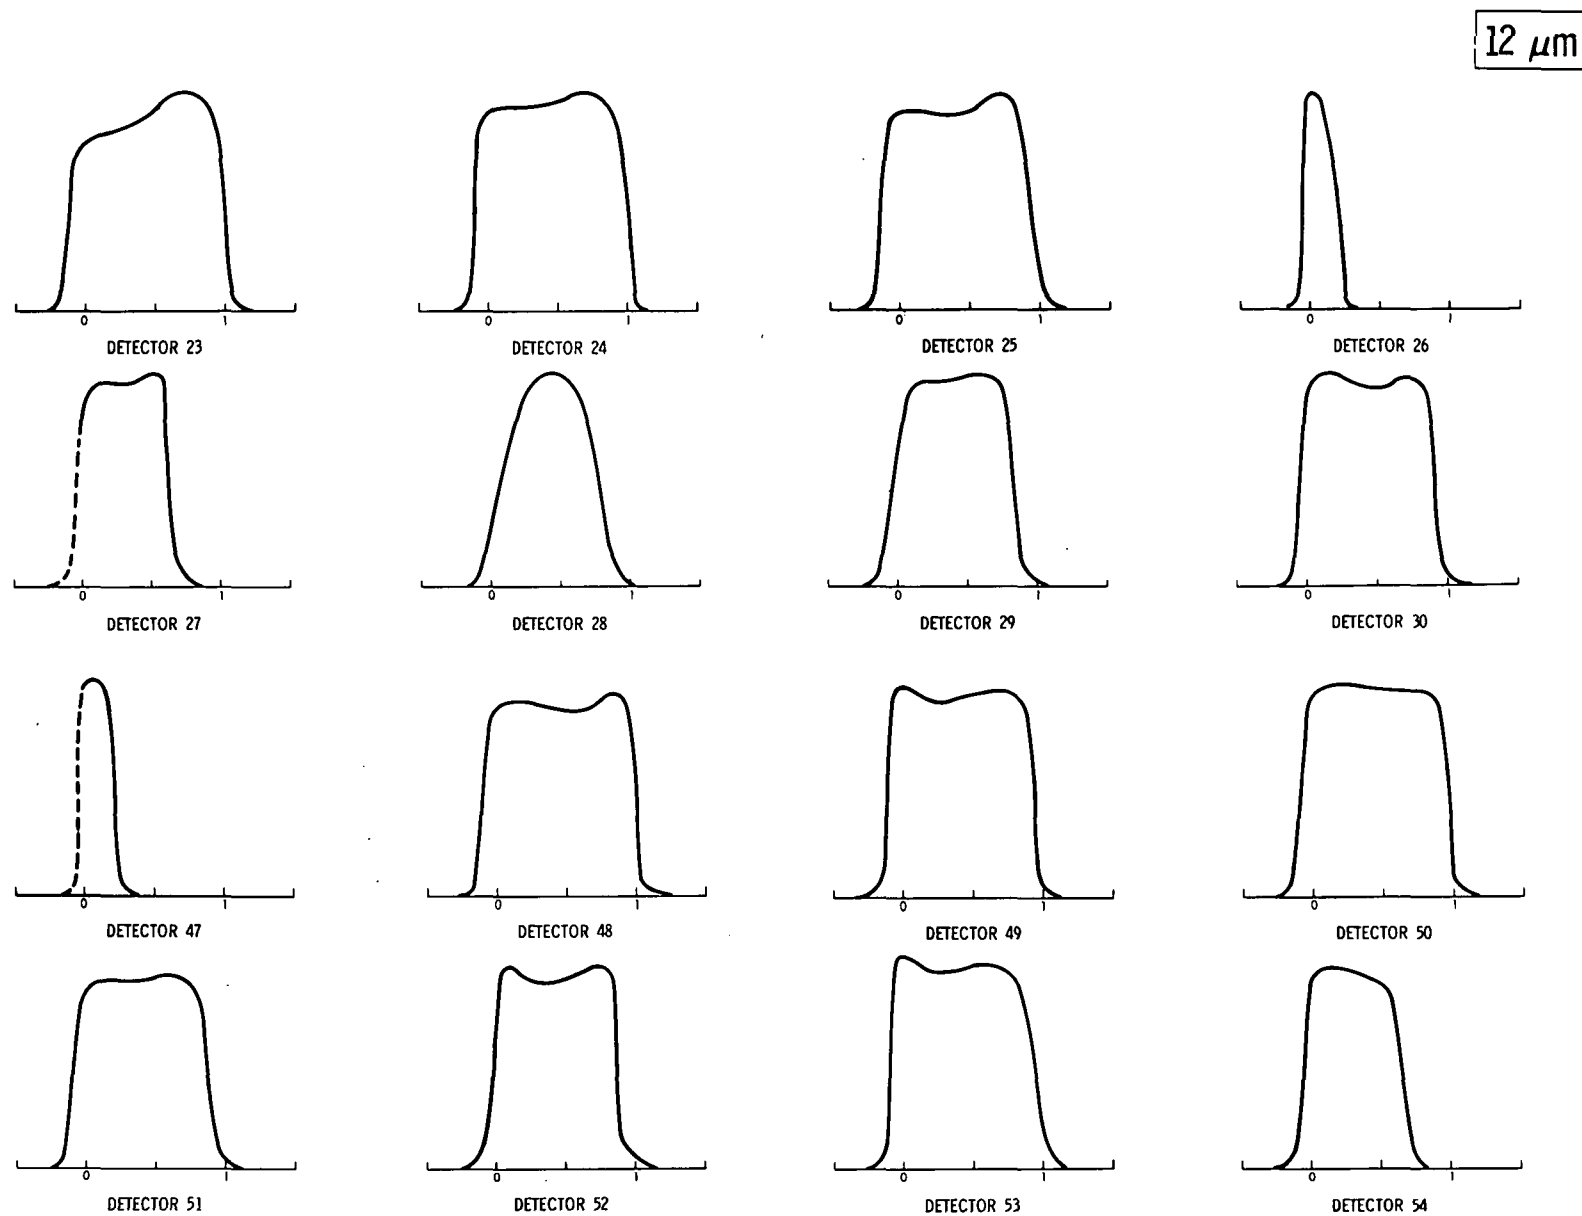 12 μm
0 1 0 1 0 1 0 1
DETECTOR 23 DETECTOR 24 DETECTOR 25 DETECTOR 26
0 1 0 1 0 1 0 1
DETECTOR 27 DETECTOR 28 DETECTOR 29 DETECTOR 30
0 1 0 1 0 1 0 1
DETECTOR 47 DETECTOR 48 DETECTOR 49 DETECTOR 50
0 1 0 1 0 1 0 1
DETECTOR 51 DETECTOR 52 DETECTOR 53 DETECTOR 54